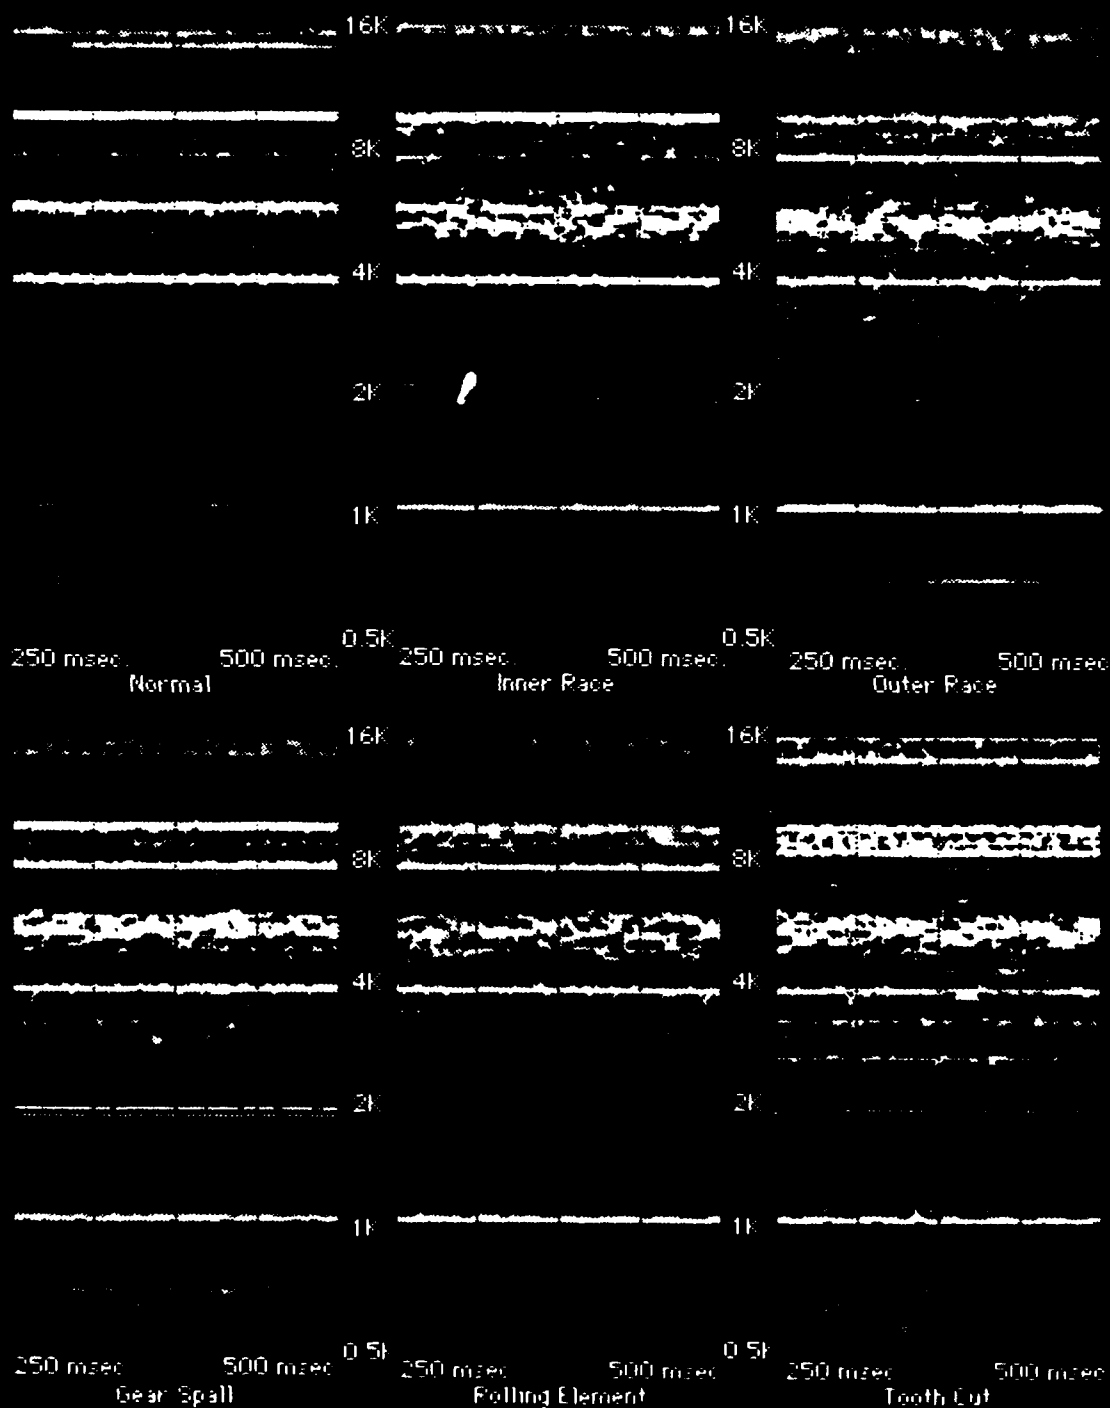 16K 16K
8K 8K
4K 4K
2K 2K
1K 1K
0.5K 0.5K
250 msec. 500 msec. 250 msec. 500 msec. 250 msec. 500 msec
Normal Inner Race Outer Race
16K 16K
8K 8K
4K 4K
2K 2K
1K 1K
0.5K 0.5K
250 msec 500 msec. 250 msec 500 msec. 250 msec 500 msec
Gear Spall Rolling Element Tooth Cut